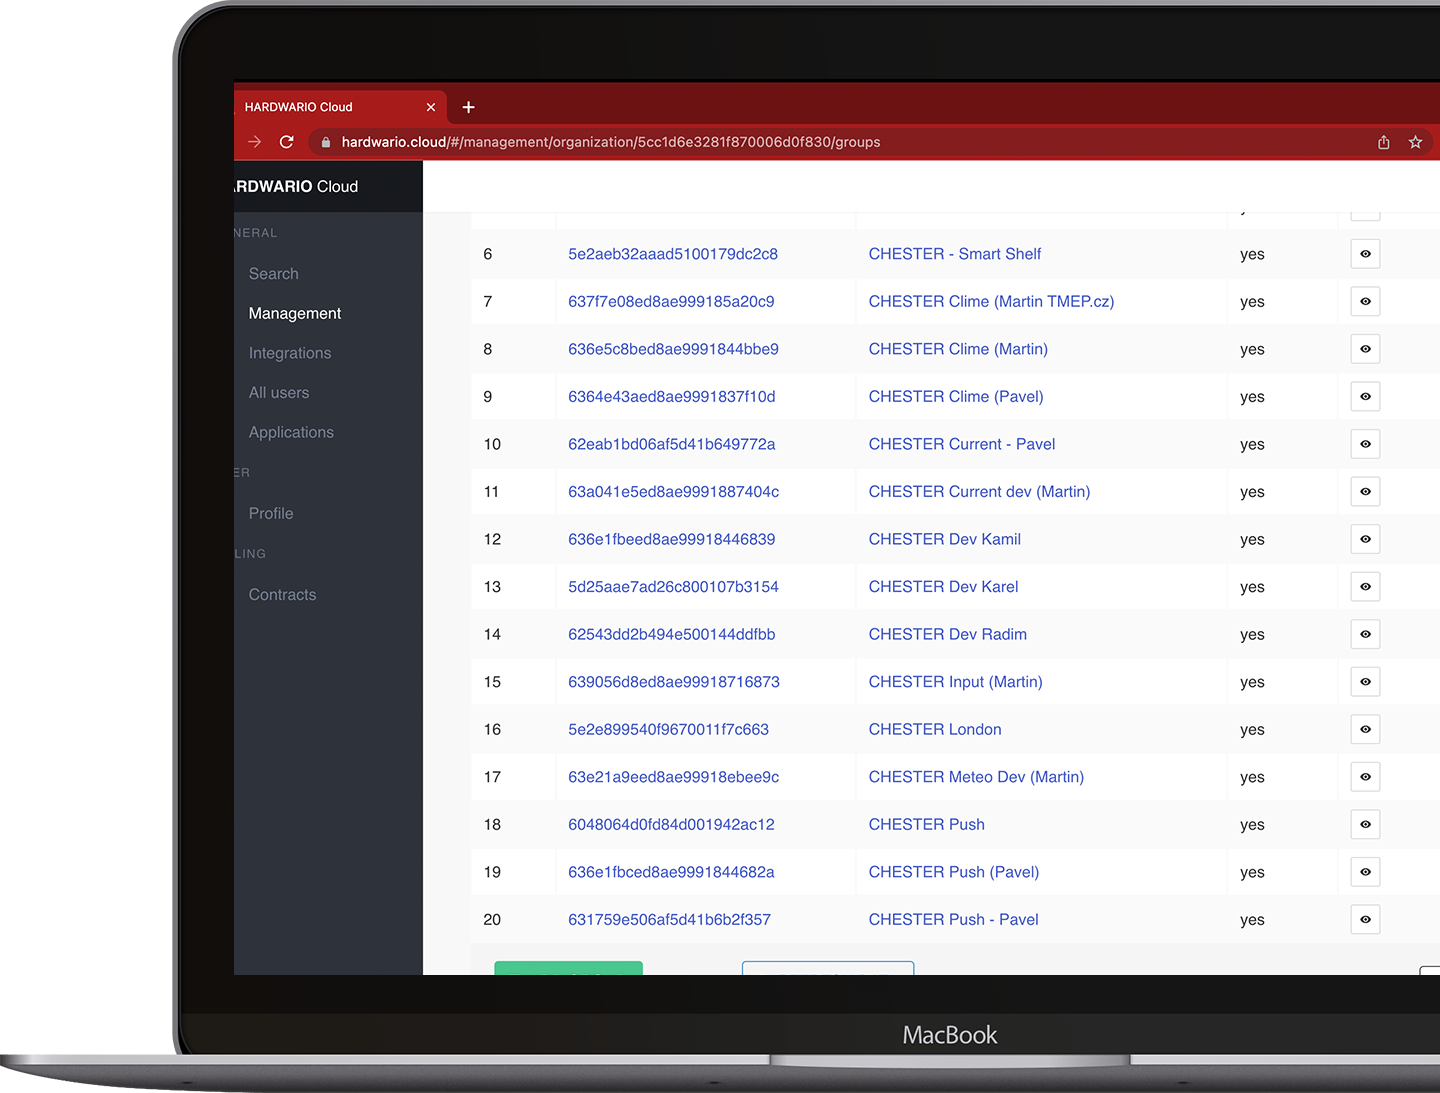 HARDWARIO Cloud
hardwario.cloud/#/management/organization/5cc1d6e3281f870006d0f830/groups
ARDWARIO Cloud
NERAL
Search
Management
Integrations
All users
Applications
ER
Profile
LING
Contracts
6 5e2aeb32aaad5100179dc2c8 CHESTER - Smart Shelf yes
7 637f7e08ed8ae999185a20c9 CHESTER Clime (Martin TMEP.cz) yes
8 636e5c8bed8ae9991844bbe9 CHESTER Clime (Martin) yes
9 6364e43aed8ae9991837f10d CHESTER Clime (Pavel) yes
10 62eab1bd06af5d41b649772a CHESTER Current - Pavel yes
11 63a041e5ed8ae9991887404c CHESTER Current dev (Martin) yes
12 636e1fbeed8ae99918446839 CHESTER Dev Kamil yes
13 5d25aae7ad26c800107b3154 CHESTER Dev Karel yes
14 62543dd2b494e500144ddfbb CHESTER Dev Radim yes
15 639056d8ed8ae99918716873 CHESTER Input (Martin) yes
16 5e2e899540f9670011f7c663 CHESTER London yes
17 63e21a9eed8ae99918ebee9c CHESTER Meteo Dev (Martin) yes
18 6048064d0fd84d001942ac12 CHESTER Push yes
19 636e1fbced8ae9991844682a CHESTER Push (Pavel) yes
20 631759e506af5d41b6b2f357 CHESTER Push - Pavel yes
MacBook